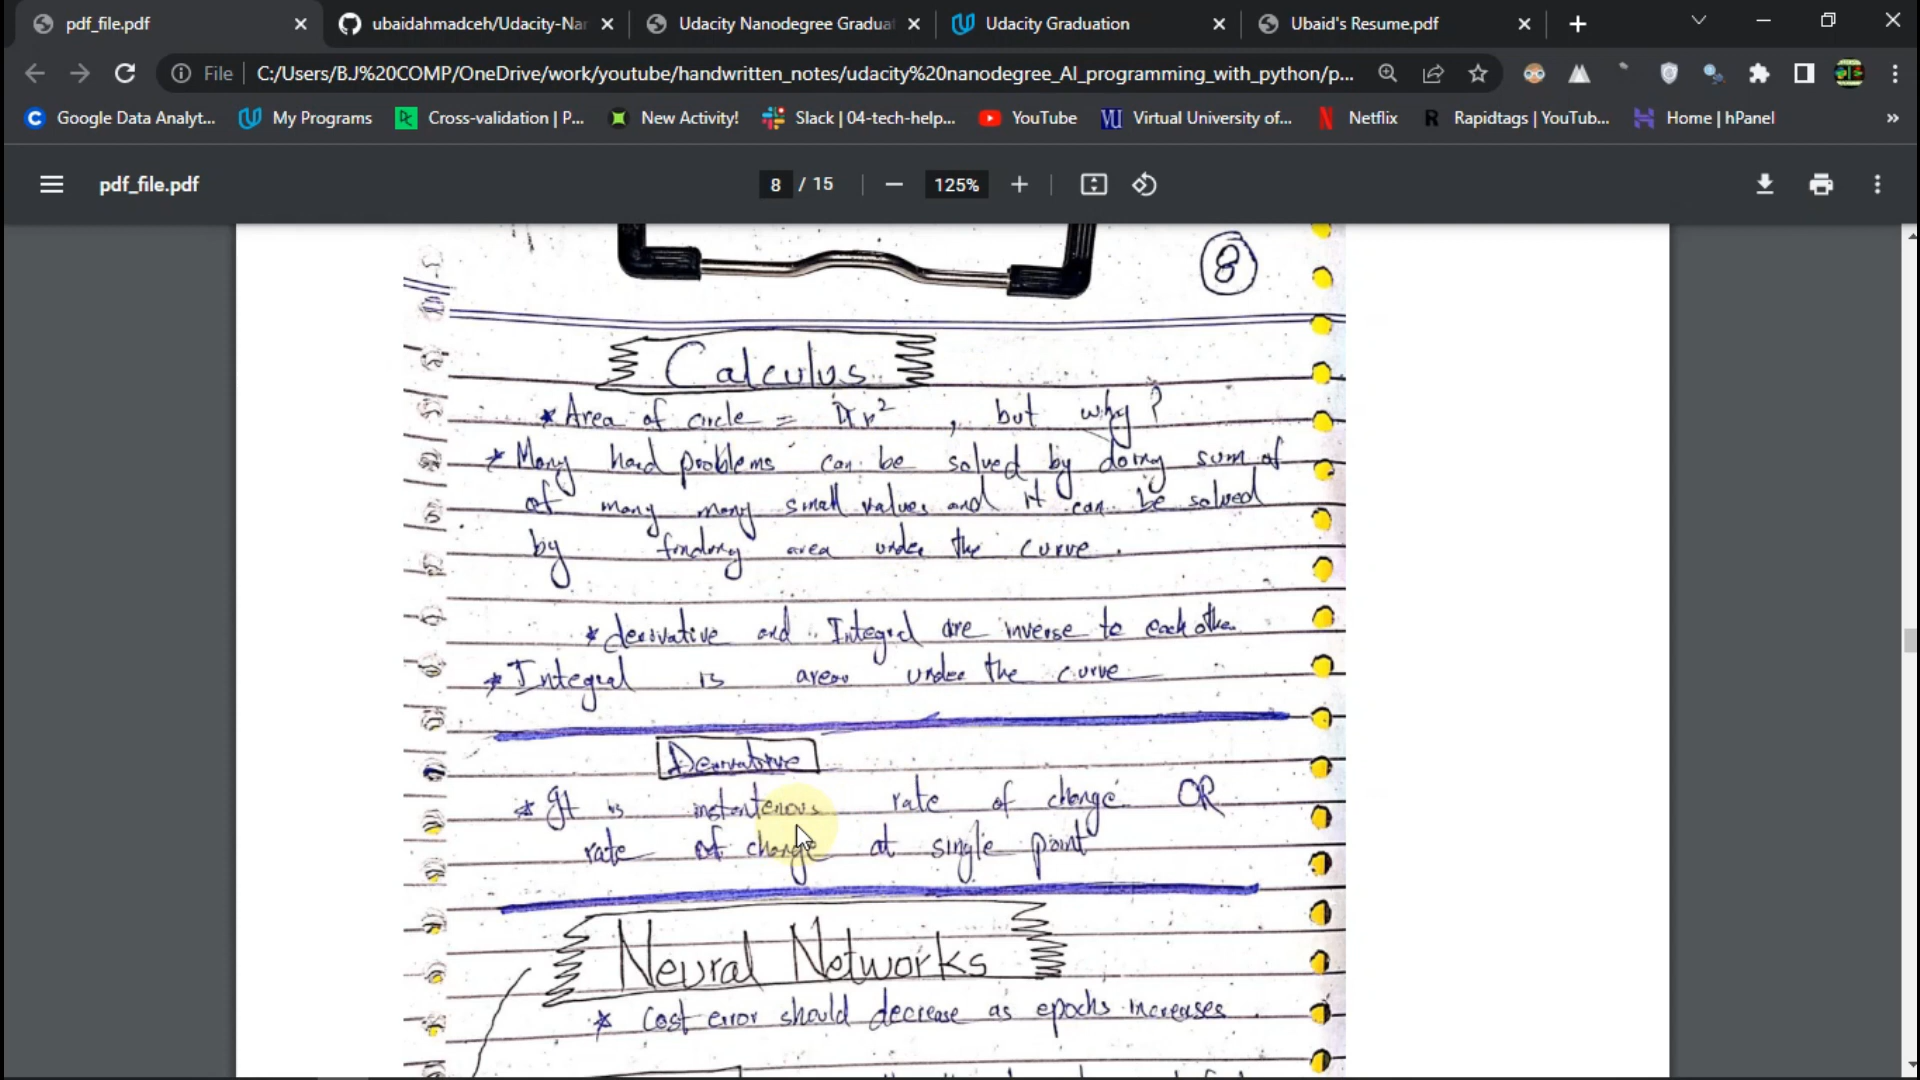 pdf_file.pdf
ubaidahmadceh/Udacity-Na
Udacity Nanodegree Gradua
Udacity Graduation
Ubaid's Resume.pdf
File
C:/Users/BJ%20COMP/OneDrive/work/youtube/handwritten_notes/udacity%20nanodegree_AI_programming_with_python/p...
Google Data Analyt...
My Programs
Cross-validation | P...
New Activity!
Slack | 04-tech-help...
YouTube
Virtual University of...
Netflix
Rapidtags | YouTub...
Home | hPanel
»
pdf_file.pdf
8 / 15
125%
8
Calculus
* Area of circle = πr² , but why?
* Many hard problems can be solved by doing sum of
of many many small values and it can be solved
by finding area under the curve.
* derivative and Integral are inverse to each other
* Integral is area under the curve
Derivative
* It is instantenous rate of change OR
rate of change at single point
Neural Networks
* Cost error should decrease as epochs increases.